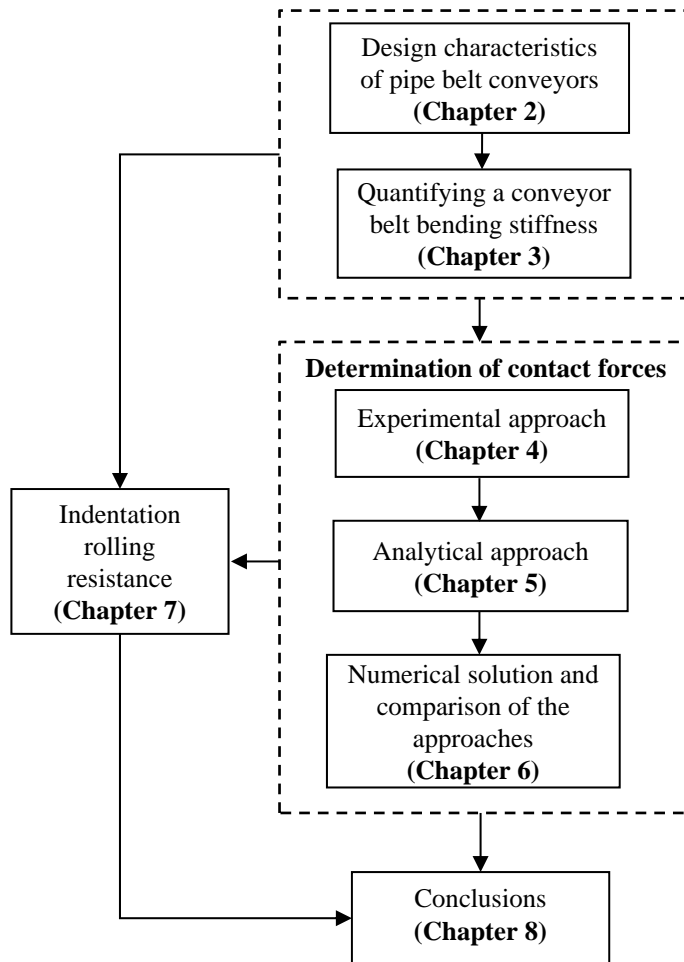 Design characteristics
of pipe belt conveyors
(Chapter 2)
Quantifying a conveyor
belt bending stiffness
(Chapter 3)
Determination of contact forces
Experimental approach
(Chapter 4)
Analytical approach
(Chapter 5)
Numerical solution and
comparison of the
approaches
(Chapter 6)
Indentation
rolling
resistance
(Chapter 7)
Conclusions
(Chapter 8)